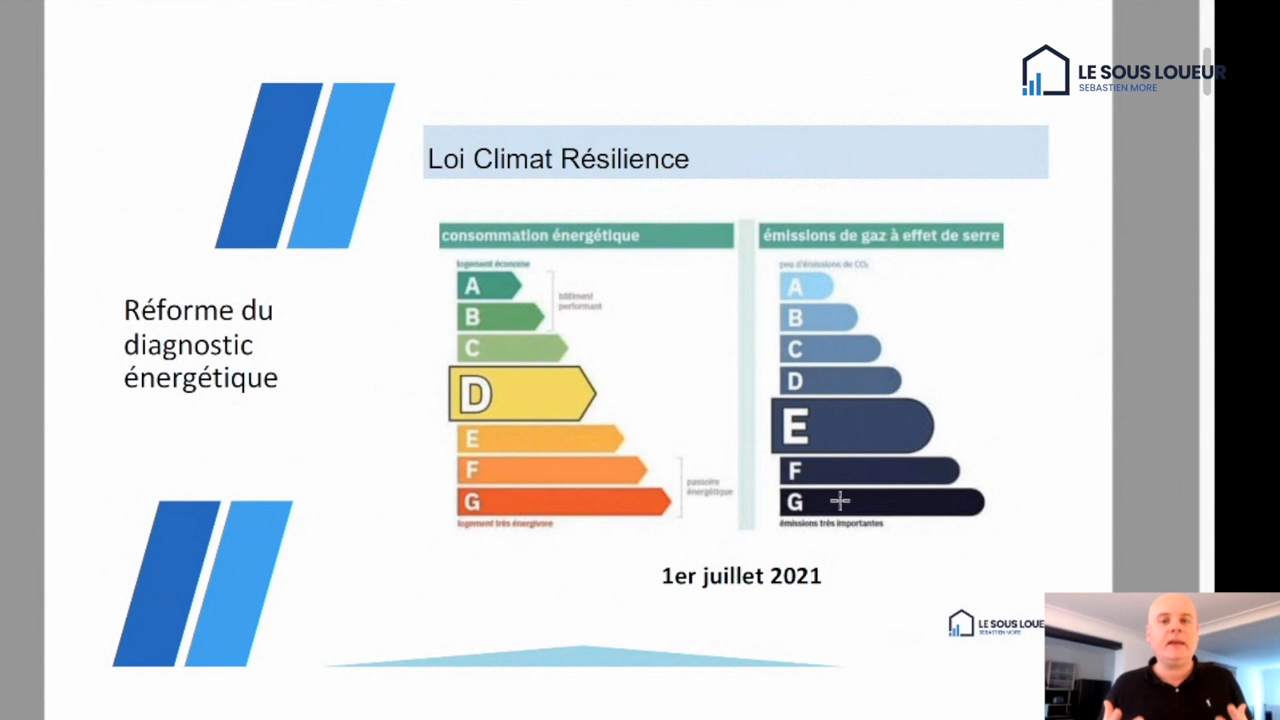 LE SOUS LOUEUR
SEBASTIEN MORE
Loi Climat Résilience
Réforme du
diagnostic
énergétique
consommation énergétique
logement économe
A
B
bâtiment
performant
C
D
E
F
G
passoire
énergétique
logement très énergivore
émissions de gaz à effet de serre
peu d'émissions de CO₂
A
B
C
D
E
F
G
émissions très importantes
1er juillet 2021
LE SOUS LOUE
SEBASTIEN MORE